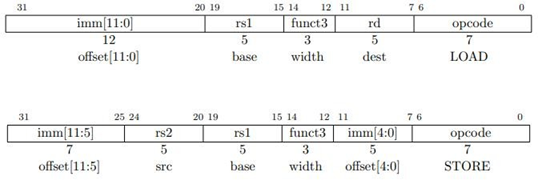 31 20 19 15 14 12 11 7 6 0
imm[11:0] rs1 funct3 rd opcode
12 5 3 5 7
offset[11:0] base width dest LOAD
31 25 24 20 19 15 14 12 11 7 6 0
imm[11:5] rs2 rs1 funct3 imm[4:0] opcode
7 5 5 3 5 7
offset[11:5] src base width offset[4:0] STORE